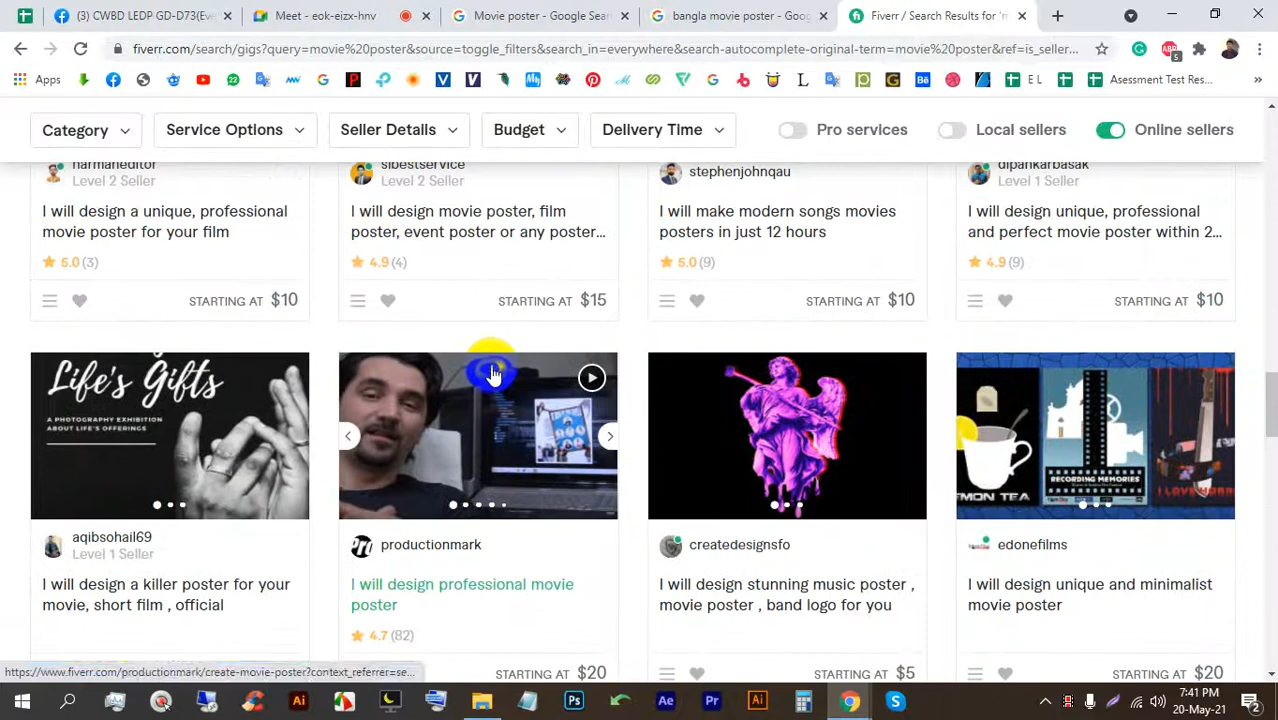 (3) CWBD LEDP GD-D73(Eve
Meet - eok-eizx-hnv
Movie poster - Google Sear
bangla movie poster - Goog
Fiverr / Search Results for 'm
fiverr.com/search/gigs?query=movie%20poster&source=toggle_filters&search_in=everywhere&search-autocomplete-original-term=movie%20poster&ref=is_seller...
Apps
E L
Asessment Test Res...
Category
Service Options
Seller Details
Budget
Delivery Time
Pro services
Local sellers
Online sellers
harmaneditor
Level 2 Seller
I will design a unique, professional
movie poster for your film
5.0 (3)
STARTING AT $10
sibestservice
Level 2 Seller
I will design movie poster, film
poster, event poster or any poster...
4.9 (4)
STARTING AT $15
stephenjohnqau
I will make modern songs movies
posters in just 12 hours
5.0 (9)
STARTING AT $10
dipankarbasak
Level 1 Seller
I will design unique, professional
and perfect movie poster within 2...
4.9 (9)
STARTING AT $10
Life's Gifts
A PHOTOGRAPHY EXHIBITION
ABOUT LIFE'S OFFERINGS
aqibsohail69
Level 1 Seller
I will design a killer poster for your
movie, short film , official
productionmark
I will design professional movie
poster
4.7 (82)
STARTING AT $20
createdesignsfo
I will design stunning music poster ,
movie poster , band logo for you
STARTING AT $5
EMON TEA
RECORDING MEMORIES
I LOVE HORR
edonefilms
I will design unique and minimalist
movie poster
STARTING AT $20
https://www.fiverr.com/productionmark/create-movie-poster?context_referrer=se...
7:41 PM
20-May-21